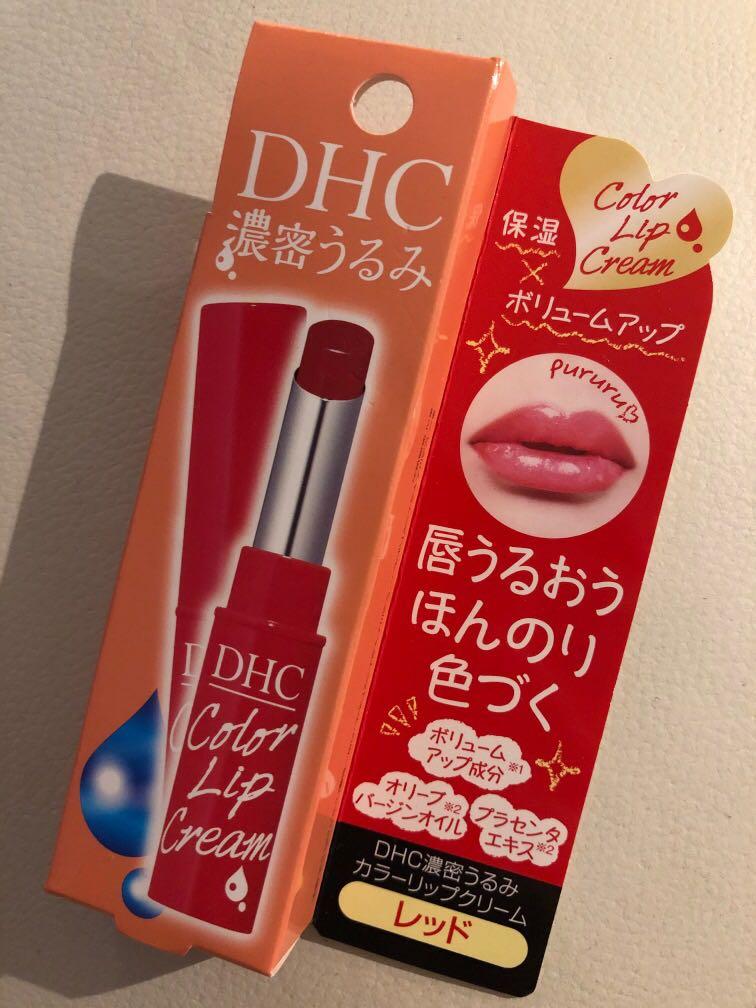 DHC
濃密うるみ
DHC
Color
Lip
Cream
Color
Lip
Cream
保湿
×
ボリュームアップ
pururu
唇うるおう
ほんのり
色づく
ボリューム
アップ成分※1
オリーブ※2
バージンオイル
プラセンタ
エキス※2
DHC濃密うるみ
カラーリップクリーム
レッド